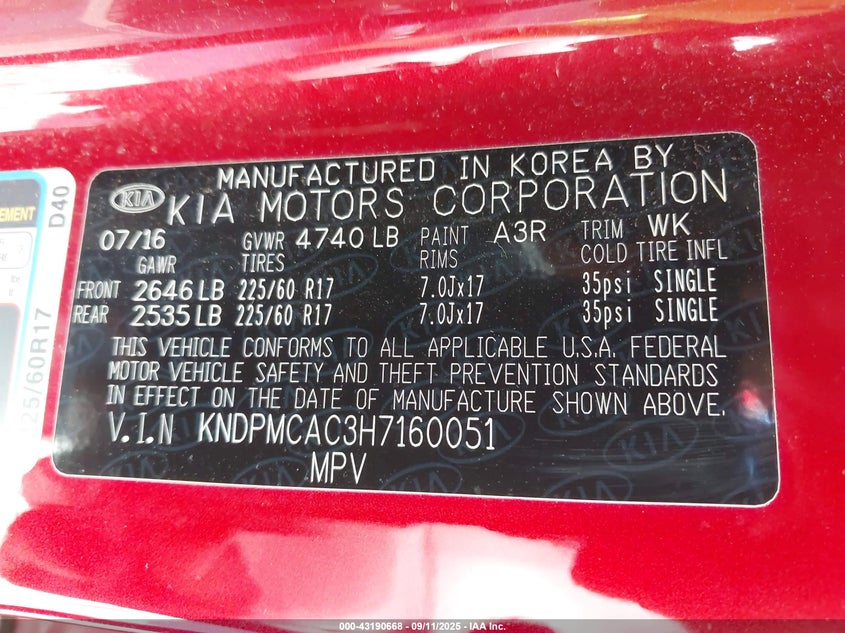 MANUFACTURED IN KOREA BY
KIA KIA MOTORS CORPORATION
07/16 GVWR 4740 LB PAINT A3R TRIM WK
GAWR TIRES RIMS COLD TIRE INFL
FRONT 2646 LB 225/60 R17 7.0Jx17 35psi SINGLE
REAR 2535 LB 225/60 R17 7.0Jx17 35psi SINGLE
THIS VEHICLE CONFORMS TO ALL APPLICABLE U.S.A. FEDERAL
MOTOR VEHICLE SAFETY AND THEFT PREVENTION STANDARDS
IN EFFECT ON THE DATE OF MANUFACTURE SHOWN ABOVE.
V.I.N KNDPMCAC3H7160051
MPV
D40
25/60R17
000-43190668 - 09/11/2025 - IAA Inc.